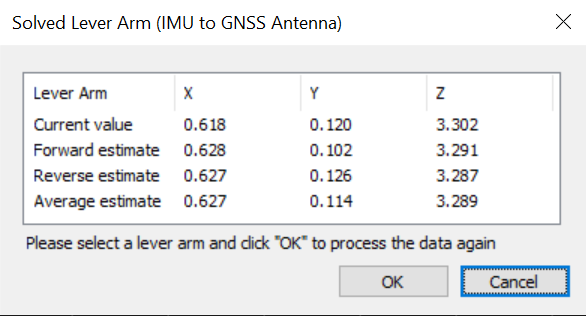 Solved Lever Arm (IMU to GNSS Antenna)
Lever Arm X Y Z
Current value 0.618 0.120 3.302
Forward estimate 0.628 0.102 3.291
Reverse estimate 0.627 0.126 3.287
Average estimate 0.627 0.114 3.289
Please select a lever arm and click "OK" to process the data again
OK Cancel